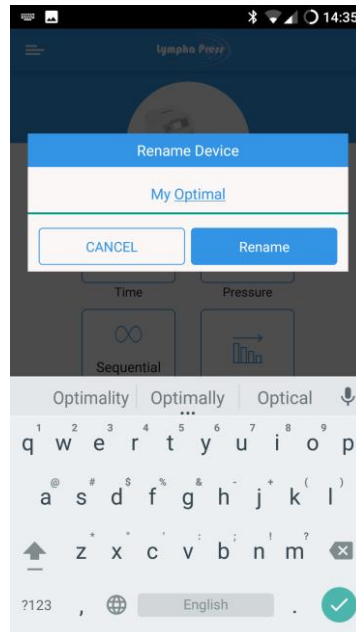 14:35
Lympha Press
Rename Device
My Optimal
CANCEL Rename
Time Pressure
Sequential
Optimality Optimally Optical
1 2 3 4 5 6 7 8 9 0
q w e r t y u i o p
@ # $ % & - + ( )
a s d f g h j k l
* " ' : ; ! ?
z x c v b n m
?123 , English .